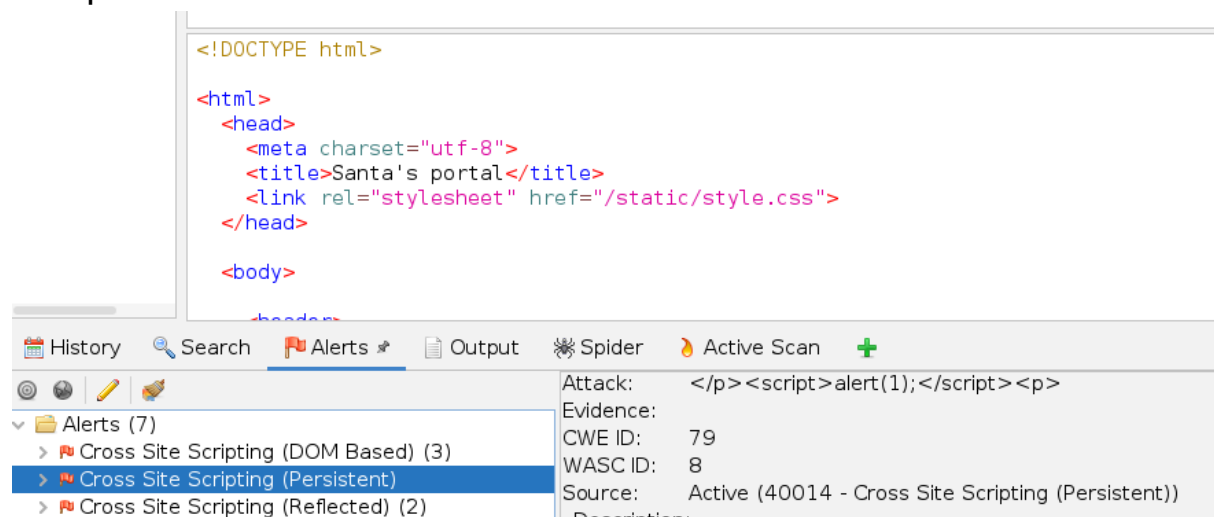 <!DOCTYPE html>
<html>
<head>
<meta charset="utf-8">
<title>Santa's portal</title>
<link rel="stylesheet" href="/static/style.css">
</head>
<body>
History Search Alerts Output Spider Active Scan
Attack: </p><script>alert(1);</script><p>
Evidence:
CWE ID: 79
WASC ID: 8
Source: Active (40014 - Cross Site Scripting (Persistent))
Alerts (7)
Cross Site Scripting (DOM Based) (3)
Cross Site Scripting (Persistent)
Cross Site Scripting (Reflected) (2)